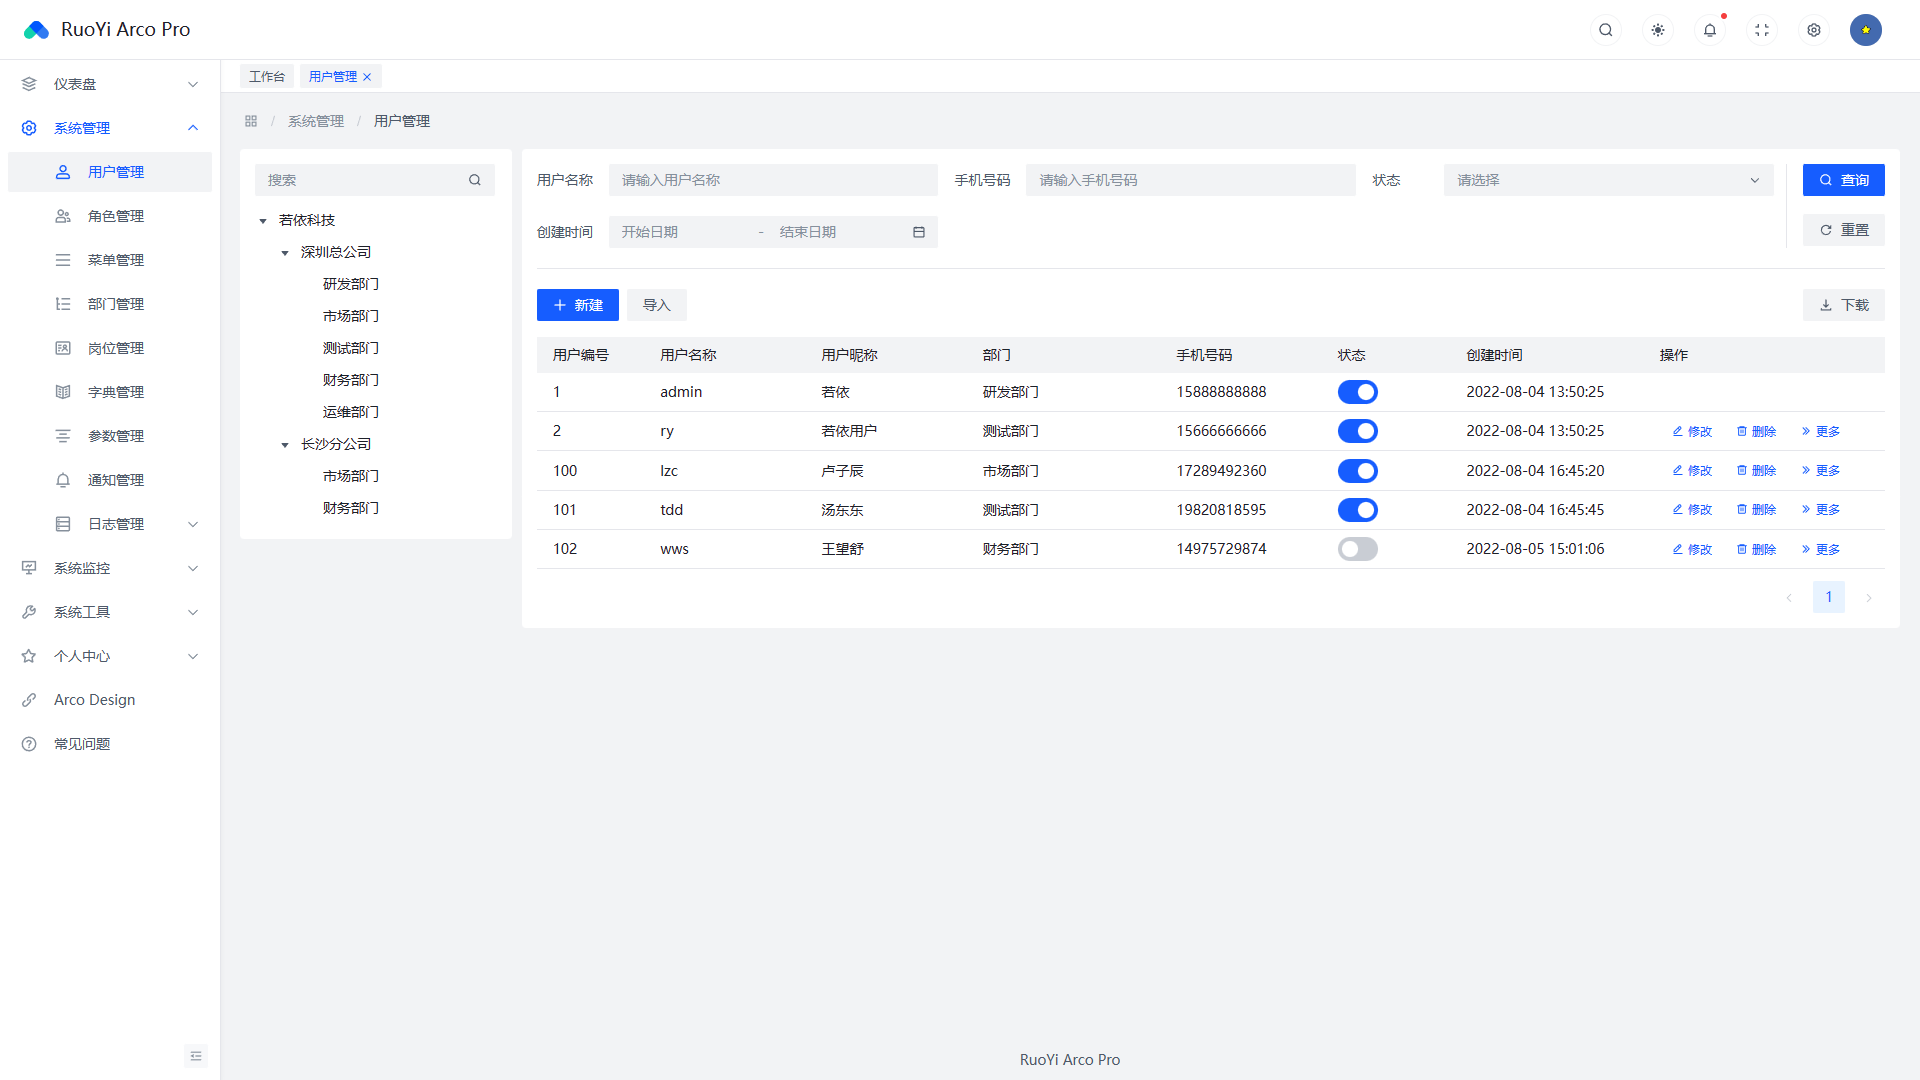 RuoYi Arco Pro
仪表盘
系统管理
用户管理
角色管理
菜单管理
部门管理
岗位管理
字典管理
参数管理
通知管理
日志管理
系统监控
系统工具
个人中心
Arco Design
常见问题
工作台 用户管理
/ 系统管理 / 用户管理
搜索
若依科技
深圳总公司
研发部门
市场部门
测试部门
财务部门
运维部门
长沙分公司
市场部门
财务部门
用户名称 请输入用户名称 手机号码 请输入手机号码 状态 请选择 查询
创建时间 开始日期 - 结束日期 重置
新建 导入 下载
用户编号 用户名称 用户昵称 部门 手机号码 状态 创建时间 操作
1 admin 若依 研发部门 15888888888 2022-08-04 13:50:25
2 ry 若依用户 测试部门 15666666666 2022-08-04 13:50:25 修改 删除 更多
100 lzc 卢子辰 市场部门 17289492360 2022-08-04 16:45:20 修改 删除 更多
101 tdd 汤东东 测试部门 19820818595 2022-08-04 16:45:45 修改 删除 更多
102 wws 王望舒 财务部门 14975729874 2022-08-05 15:01:06 修改 删除 更多
1
RuoYi Arco Pro